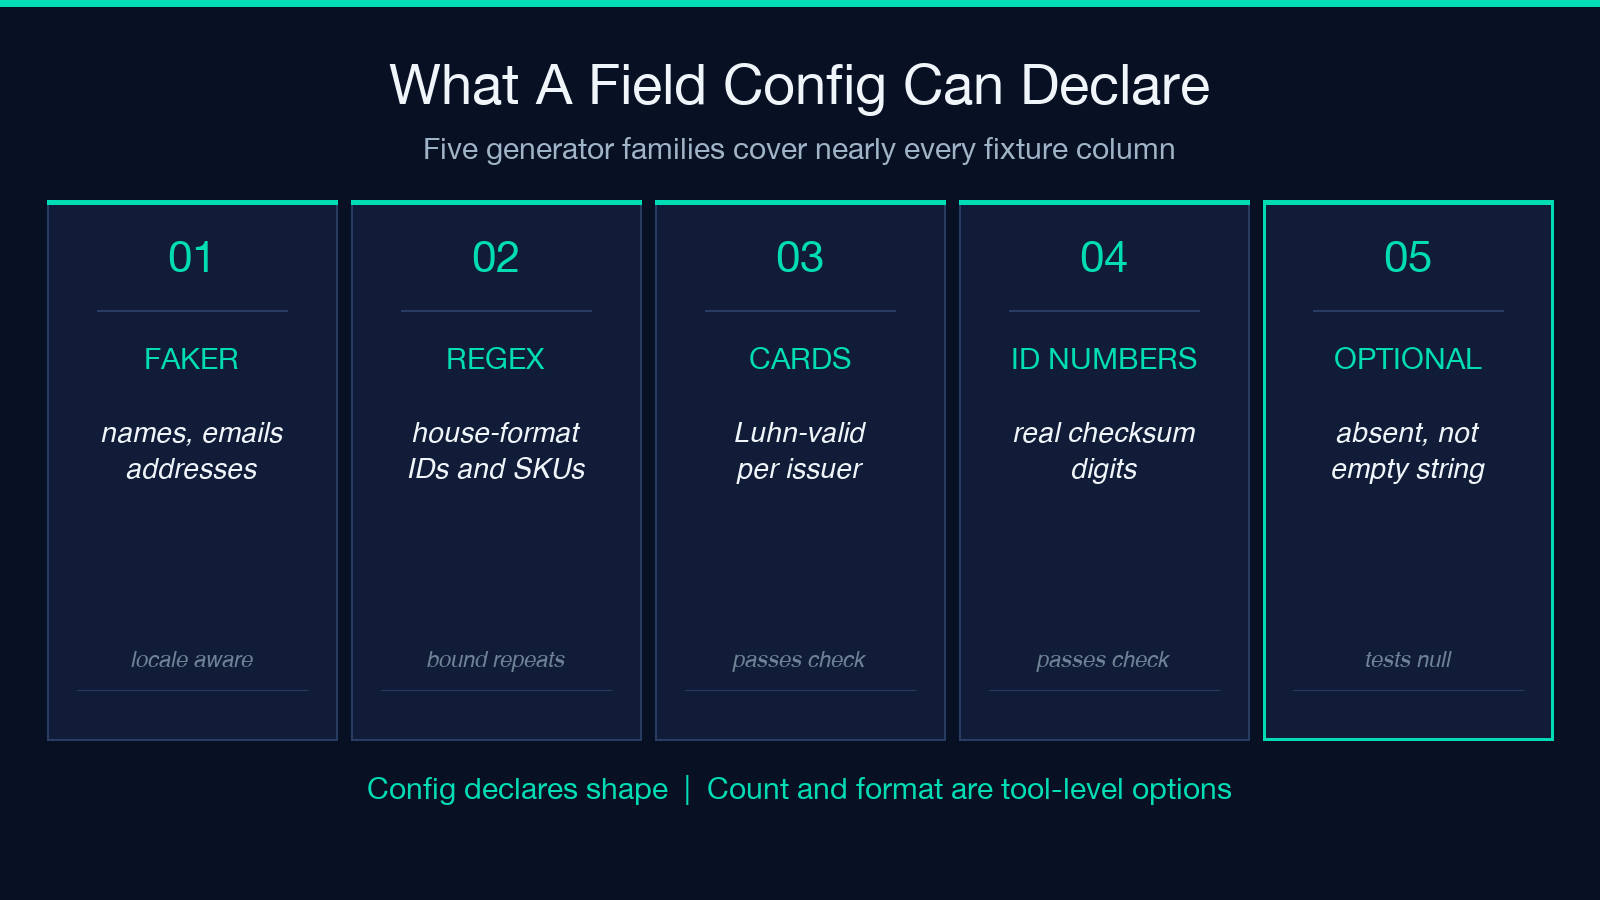 What A Field Config Can Declare
Five generator families cover nearly every fixture column
01
FAKER
names, emails
addresses
locale aware
02
REGEX
house-format
IDs and SKUs
bound repeats
03
CARDS
Luhn-valid
per issuer
passes check
04
ID NUMBERS
real checksum
digits
passes check
05
OPTIONAL
absent, not
empty string
tests null
Config declares shape | Count and format are tool-level options